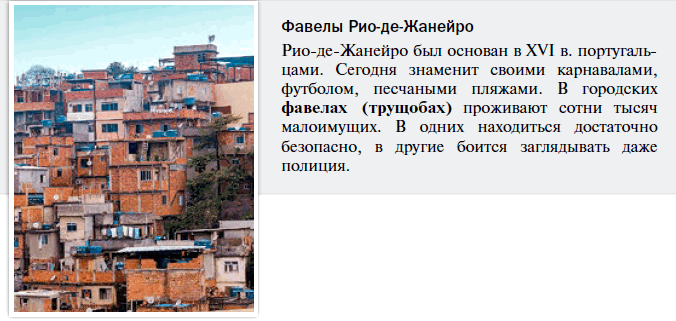 Фавелы Рио-де-Жанейро
Рио-де-Жанейро был основан в XVI в. португаль-
цами. Сегодня знаменит своими карнавалами,
футболом, песчаными пляжами. В городских
фавелах (трущобах) проживают сотни тысяч
малоимущих. В одних находиться достаточно
безопасно, в другие боится заглядывать даже
полиция.